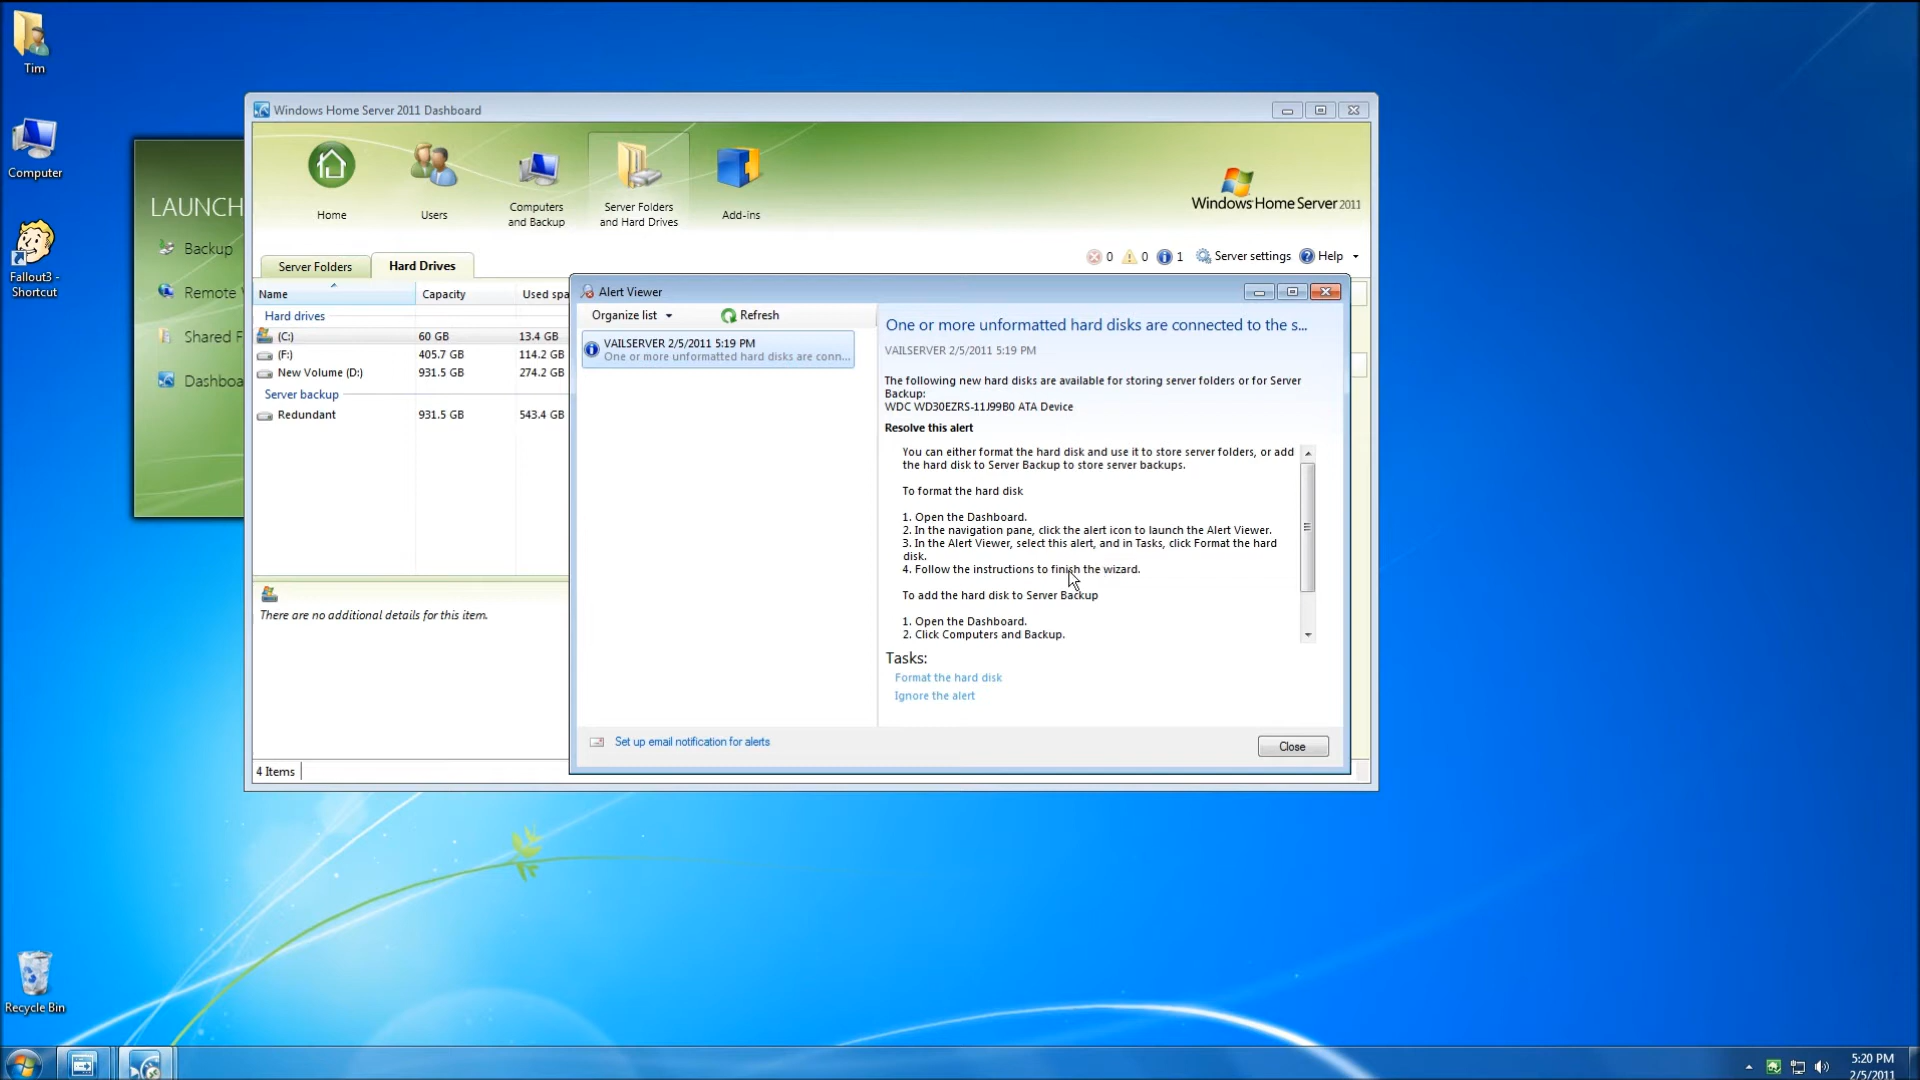 Tim
Computer
Fallout3 -
Shortcut
Recycle Bin
LAUNCH
Backup
Remote
Shared F
Dashboa
Windows Home Server 2011 Dashboard
Home
Users
Computers
and Backup
Server Folders
and Hard Drives
Add-ins
Windows Home Server 2011
0 0 1 Server settings Help
Server Folders Hard Drives
Name Capacity Used spa
Hard drives
(C:) 60 GB 13.4 GB
(F:) 405.7 GB 114.2 GB
New Volume (D:) 931.5 GB 274.2 GB
Server backup
Redundant 931.5 GB 543.4 GB
There are no additional details for this item.
4 Items
Alert Viewer
Organize list Refresh
VAILSERVER 2/5/2011 5:19 PM
One or more unformatted hard disks are conn...
One or more unformatted hard disks are connected to the s...
VAILSERVER 2/5/2011 5:19 PM
The following new hard disks are available for storing server folders or for Server
Backup:
WDC WD30EZRS-11J99B0 ATA Device
Resolve this alert
You can either format the hard disk and use it to store server folders, or add
the hard disk to Server Backup to store server backups.
To format the hard disk
1. Open the Dashboard.
2. In the navigation pane, click the alert icon to launch the Alert Viewer.
3. In the Alert Viewer, select this alert, and in Tasks, click Format the hard
disk.
4. Follow the instructions to finish the wizard.
To add the hard disk to Server Backup
1. Open the Dashboard.
2. Click Computers and Backup.
Tasks:
Format the hard disk
Ignore the alert
Set up email notification for alerts
Close
5:20 PM
2/5/2011